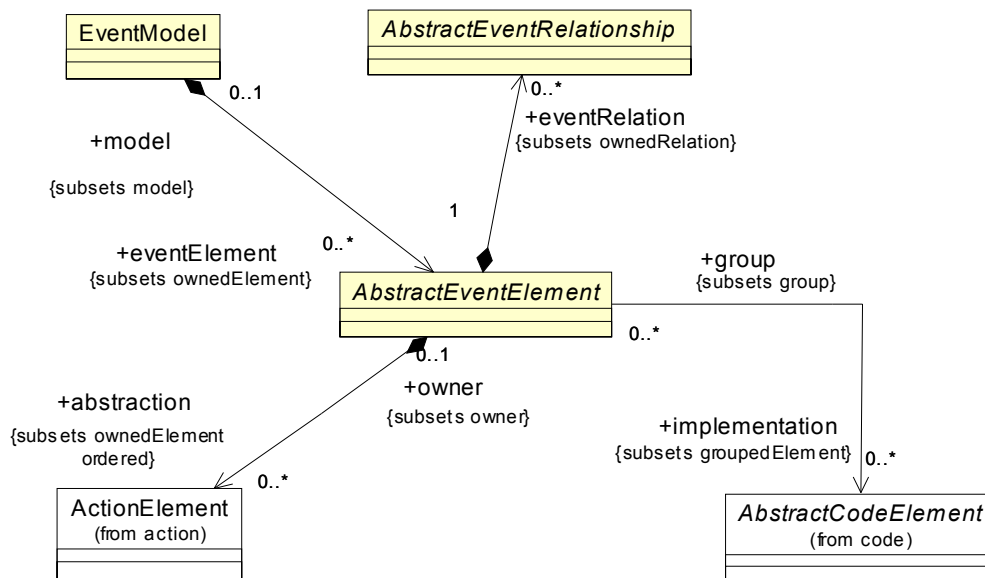 EventModel
AbstractEventRelationship
0..1
0..*
+model
{subsets model}
+eventRelation
{subsets ownedRelation}
1
+eventElement
{subsets ownedElement}
0..*
AbstractEventElement
+group
{subsets group}
0..*
0..1
+owner
{subsets owner}
+abstraction
{subsets ownedElement
ordered}
+implementation
{subsets groupedElement}
0..*
0..*
ActionElement
(from action)
AbstractCodeElement
(from code)